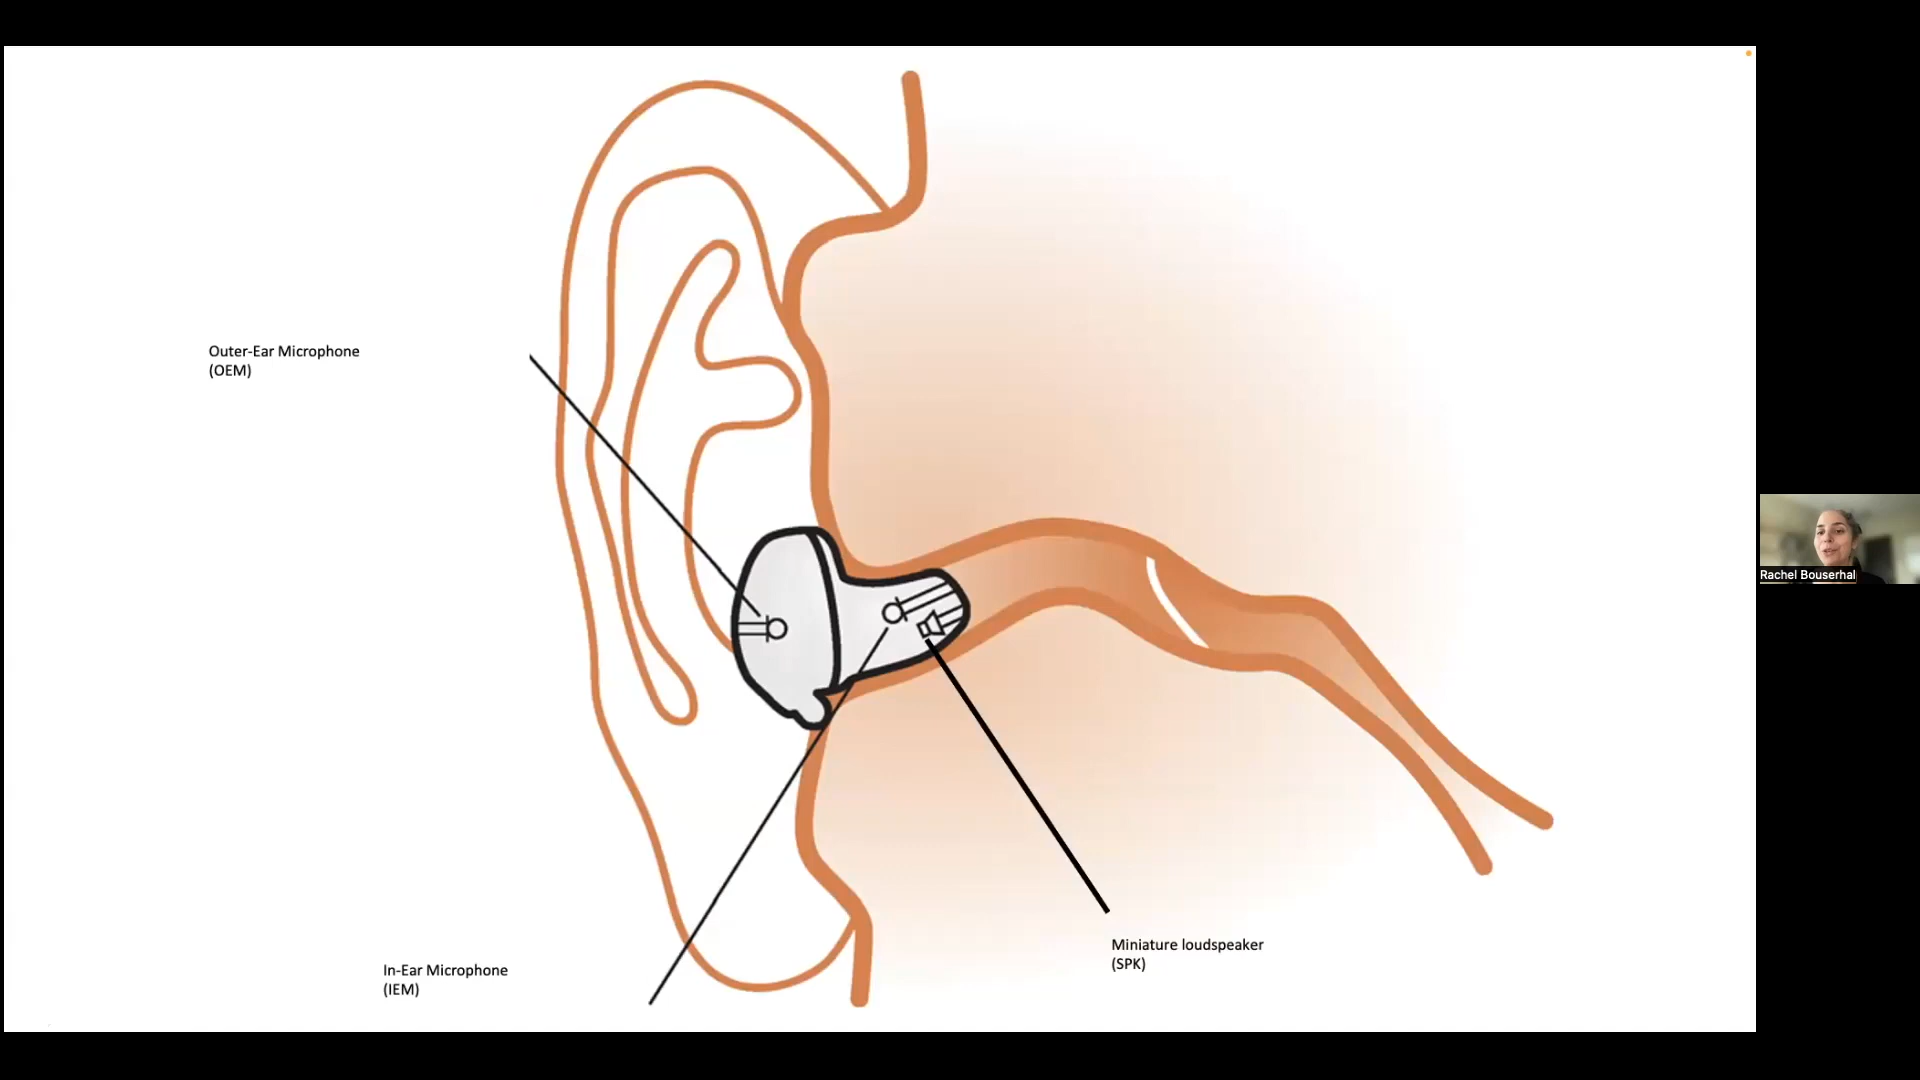 Outer-Ear Microphone
(OEM)
Rachel Bouserhal
In-Ear Microphone
(IEM)
Miniature loudspeaker
(SPK)